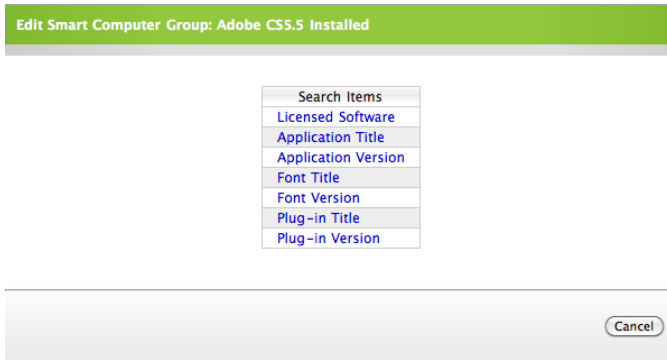 Edit Smart Computer Group: Adobe CS5.5 Installed
Search Items
Licensed Software
Application Title
Application Version
Font Title
Font Version
Plug-in Title
Plug-in Version
Cancel